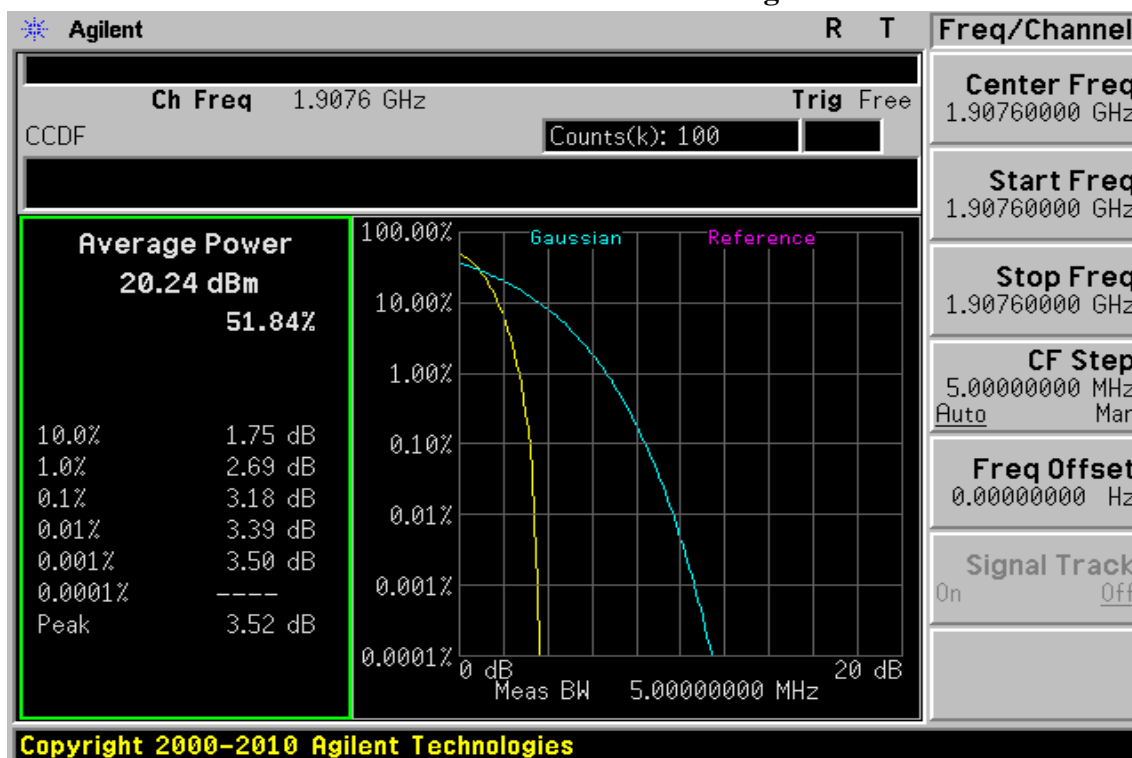 Agilent R T Freq/Channel
Ch Freq 1.9076 GHz Trig Free
CCDF Counts(k): 100
Average Power
20.24 dBm
51.84%
10.0% 1.75 dB
1.0% 2.69 dB
0.1% 3.18 dB
0.01% 3.39 dB
0.001% 3.50 dB
0.0001% ----
Peak 3.52 dB
Gaussian Reference
100.00%
10.00%
1.00%
0.10%
0.01%
0.001%
0.0001%
0 dB 20 dB
Meas BW 5.00000000 MHz
Center Freq
1.90760000 GHz
Start Freq
1.90760000 GHz
Stop Freq
1.90760000 GHz
CF Step
5.00000000 MHz
Auto Man
Freq Offset
0.00000000 Hz
Signal Track
On Off
Copyright 2000-2010 Agilent Technologies